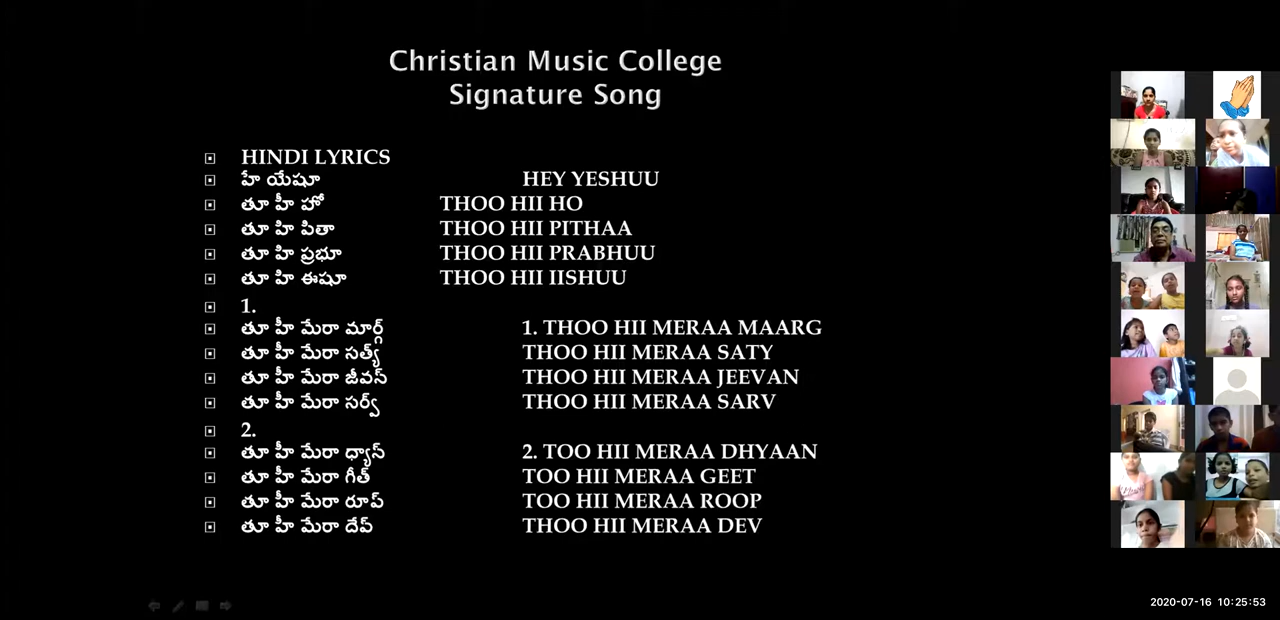 Christian Music College
Signature Song
HINDI LYRICS
హే యేషూ HEY YESHUU
తూ హీ హో THOO HII HO
తూ హి పితా THOO HII PITHAA
తూ హి ప్రభూ THOO HII PRABHUU
తూ హి ఈషూ THOO HII IISHUU
1.
తూ హీ మేరా మార్గ్ 1. THOO HII MERAA MAARG
తూ హీ మేరా సత్య్ THOO HII MERAA SATY
తూ హీ మేరా జీవన్ THOO HII MERAA JEEVAN
తూ హీ మేరా సర్వ్ THOO HII MERAA SARV
2.
తూ హీ మేరా ధ్యాన్ 2. TOO HII MERAA DHYAAN
తూ హీ మేరా గీత్ TOO HII MERAA GEET
తూ హీ మేరా రూప్ TOO HII MERAA ROOP
తూ హీ మేరా దేవ్ THOO HII MERAA DEV
2020-07-16 10:25:53